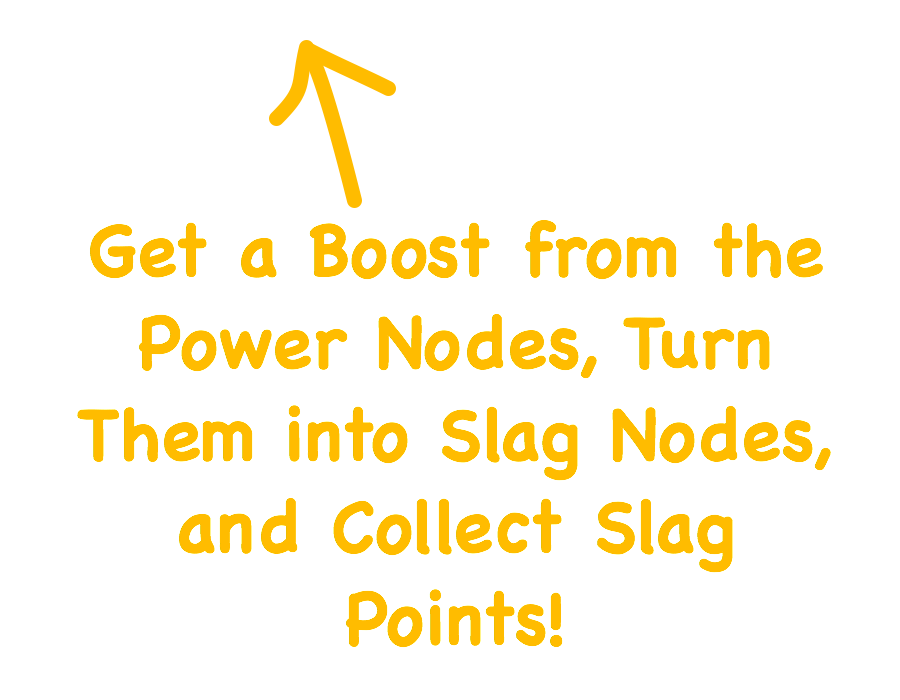 Get a Boost from the
Power Nodes, Turn
Them into Slag Nodes,
and Collect Slag
Points!